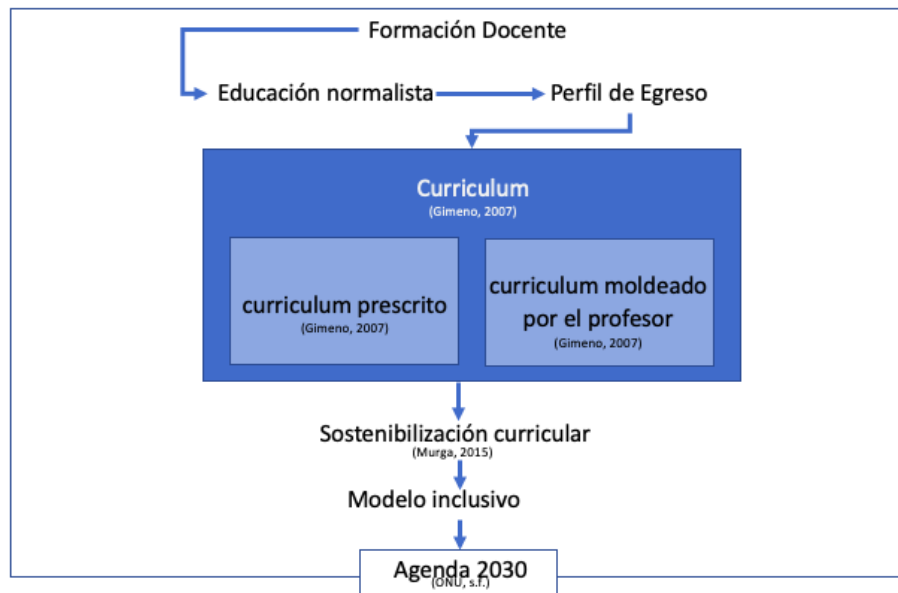 Formación Docente
Educación normalista
Perfil de Egreso
Curriculum
(Gimeno, 2007)
curriculum prescrito
(Gimeno, 2007)
curriculum moldeado
por el profesor
(Gimeno, 2007)
Sostenibilización curricular
(Murga, 2015)
Modelo inclusivo
Agenda 2030
(ONU, s.f.)